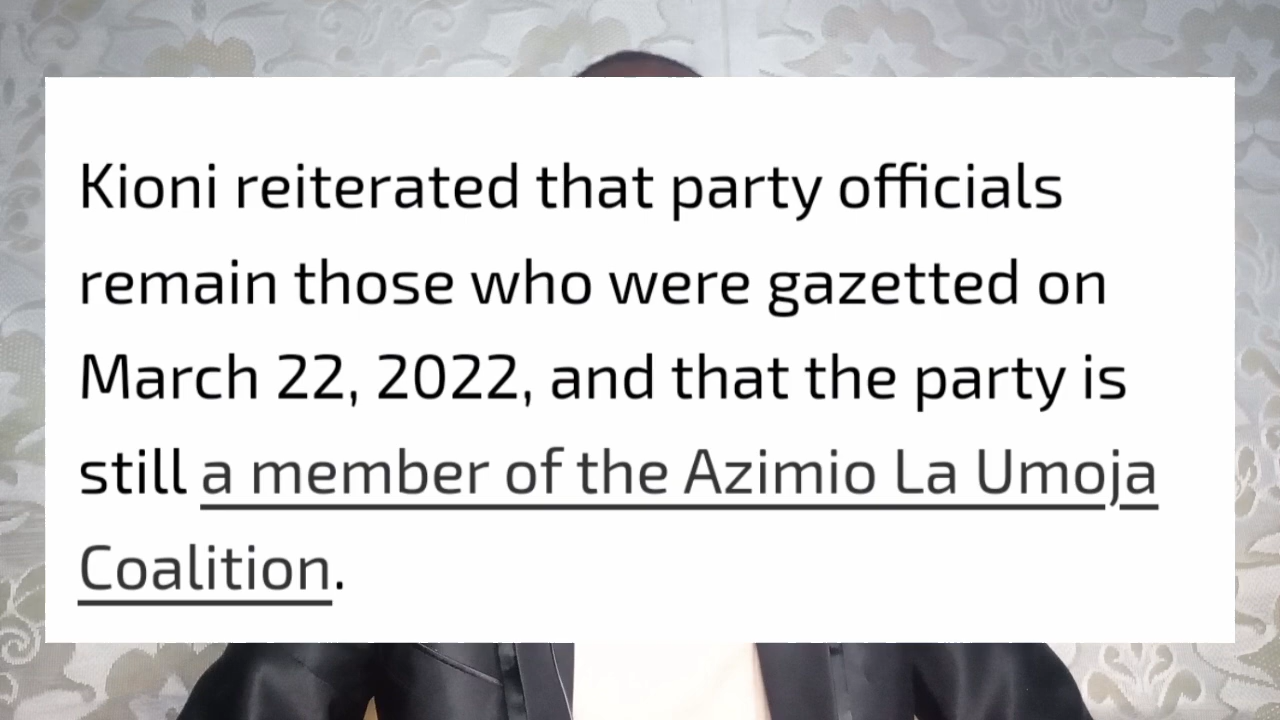 Kioni reiterated that party officials
remain those who were gazetted on
March 22, 2022, and that the party is
still a member of the Azimio La Umoja
Coalition.